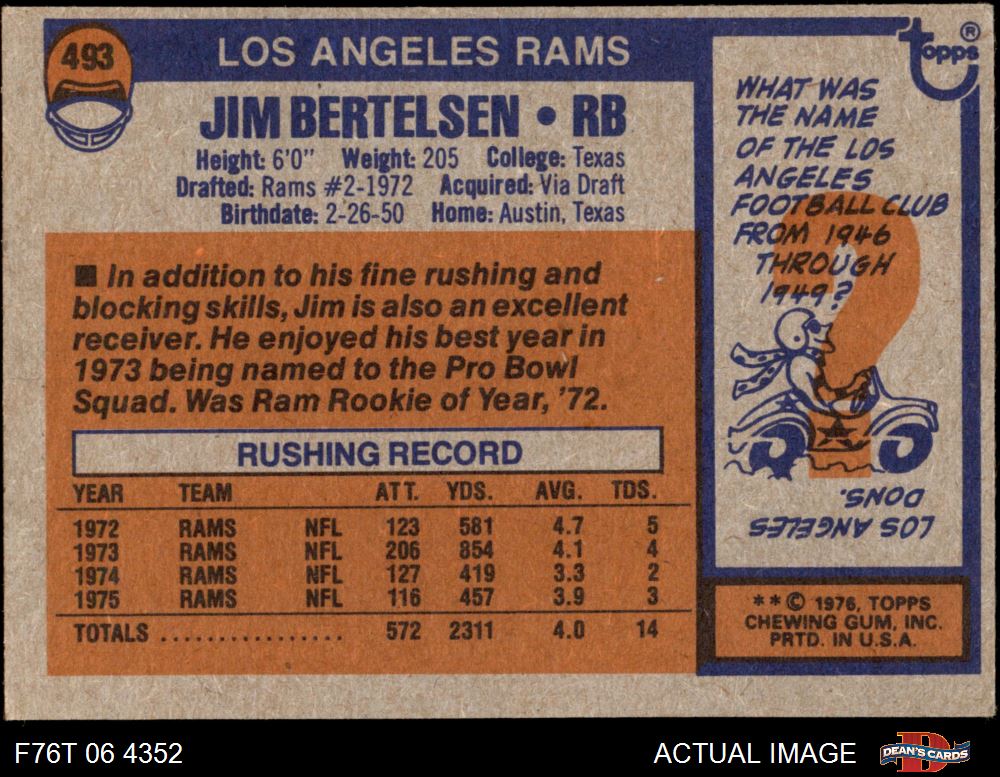 493
LOS ANGELES RAMS
topps®
JIM BERTELSEN • RB
Height: 6'0" Weight: 205 College: Texas
Drafted: Rams #2-1972 Acquired: Via Draft
Birthdate: 2-26-50 Home: Austin, Texas
■ In addition to his fine rushing and
blocking skills, Jim is also an excellent
receiver. He enjoyed his best year in
1973 being named to the Pro Bowl
Squad. Was Ram Rookie of Year, '72.
RUSHING RECORD
YEAR TEAM ATT. YDS. AVG. TDS.
1972 RAMS NFL 123 581 4.7 5
1973 RAMS NFL 206 854 4.1 4
1974 RAMS NFL 127 419 3.3 2
1975 RAMS NFL 116 457 3.9 3
TOTALS ................ 572 2311 4.0 14
WHAT WAS
THE NAME
OF THE LOS
ANGELES
FOOTBALL CLUB
FROM 1946
THROUGH
1949?
LOS ANGELES
DONS.
**© 1976, TOPPS
CHEWING GUM, INC.
PRTD. IN U.S.A.
F76T 06 4352
ACTUAL IMAGE
DEAN'S CARDS